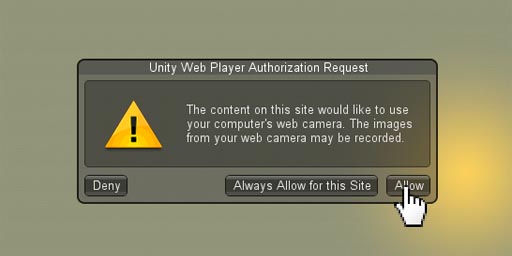 Unity Web Player Authorization Request
The content on this site would like to use
your computer's web camera. The images
from your web camera may be recorded.
Deny
Always Allow for this Site
Allow